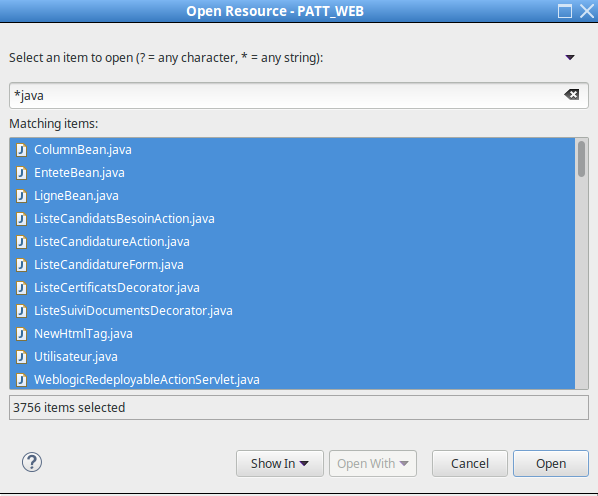 Open Resource - PATT_WEB
Select an item to open (? = any character, * = any string):
*java
Matching items:
ColumnBean.java
EnteteBean.java
LigneBean.java
ListeCandidatsBesoinAction.java
ListeCandidatureAction.java
ListeCandidatureForm.java
ListeCertificatsDecorator.java
ListeSuiviDocumentsDecorator.java
NewHtmlTag.java
Utilisateur.java
WeblogicRedeployableActionServlet.java
3756 items selected
? Show In Open With Cancel Open